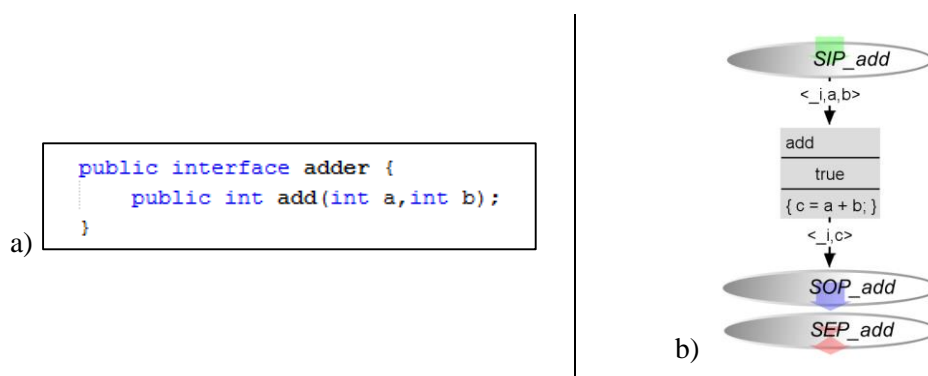 a)
public interface adder {
public int add(int a,int b);
}
b)
SIP_add
<_i,a,b>
add
true
{ c = a + b; }
<_i,c>
SOP_add
SEP_add